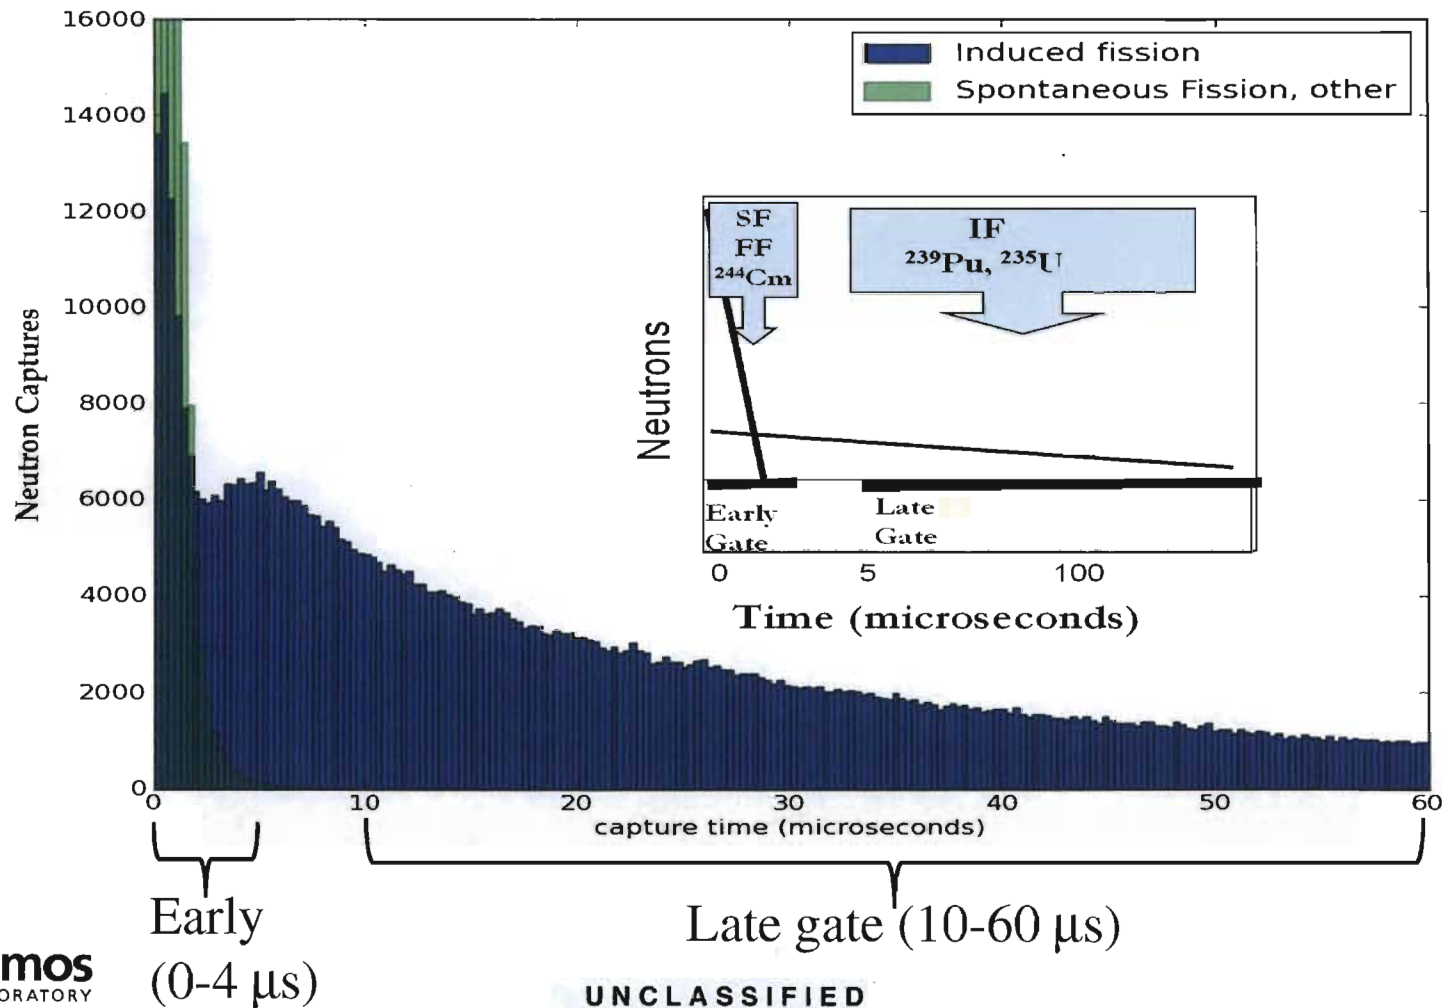 16000
14000
12000
10000
8000
6000
4000
2000
0
Neutron Captures
Induced fission
Spontaneous Fission, other
SF
FF
²⁴⁴Cm
IF
²³⁹Pu, ²³⁵U
Neutrons
Early
Gate
Late
Gate
0 5 100
Time (microseconds)
0 10 20 30 40 50 60
capture time (microseconds)
Early
(0-4 μs)
Late gate (10-60 μs)
mos
ORATORY
UNCLASSIFIED